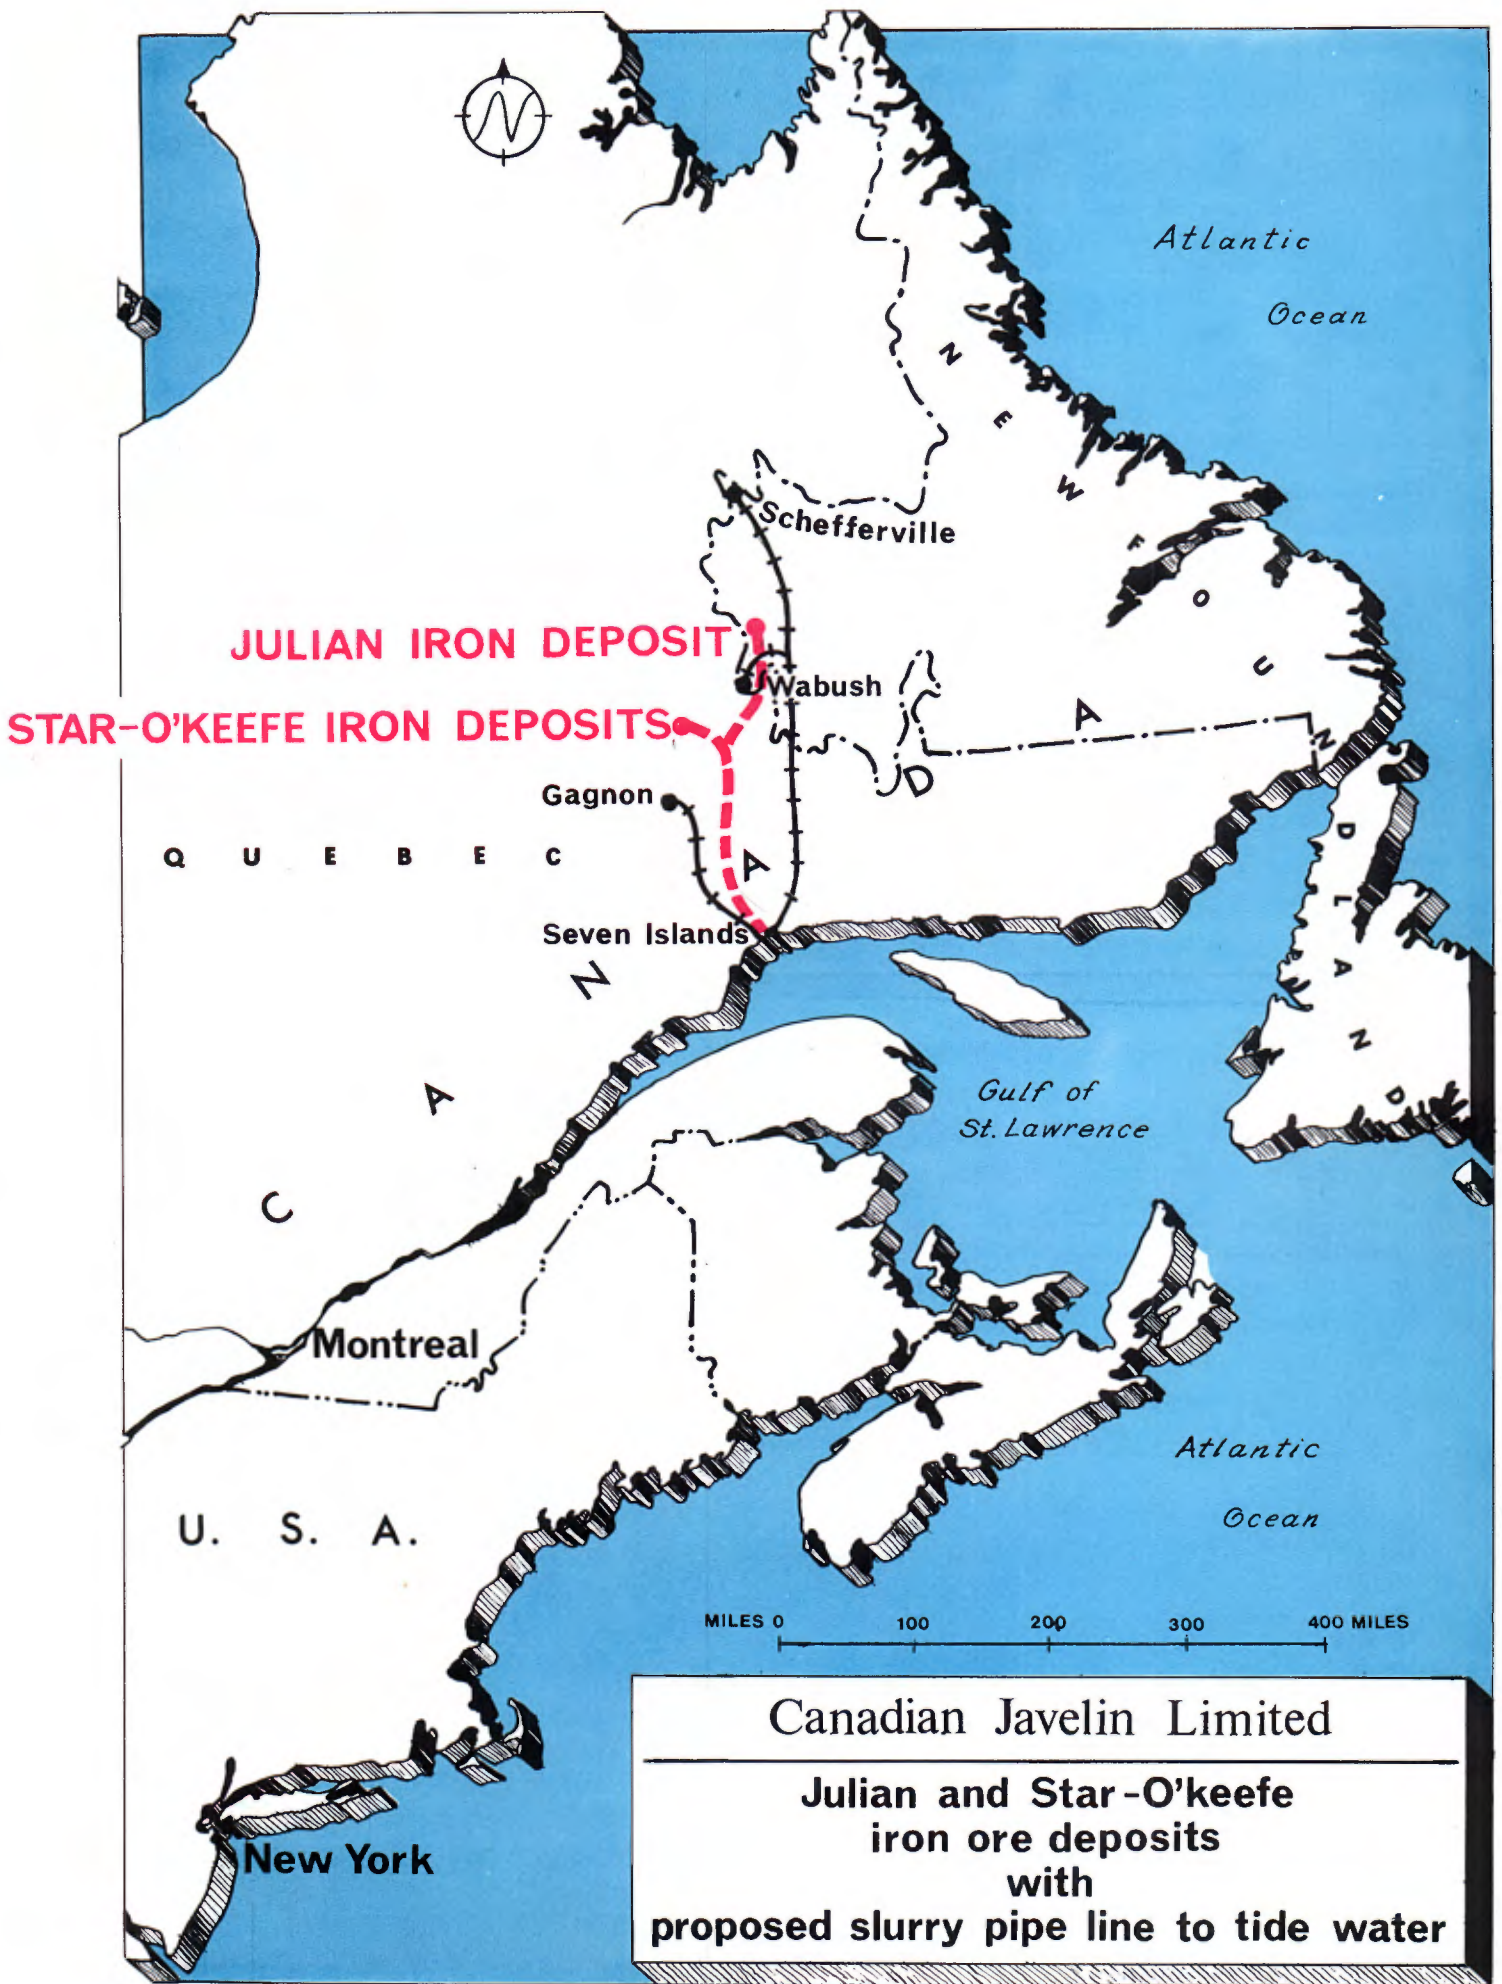 N
Atlantic
Ocean
N E W F O U N D L A N D
Schefferville
JULIAN IRON DEPOSIT
Wabush
STAR-O'KEEFE IRON DEPOSITS
Gagnon
Q U E B E C
Seven Islands
C A N A D A
Gulf of
St. Lawrence
Montreal
Atlantic
Ocean
U. S. A.
MILES 0 100 200 300 400 MILES
New York
Canadian Javelin Limited
Julian and Star-O'keefe
iron ore deposits
with
proposed slurry pipe line to tide water